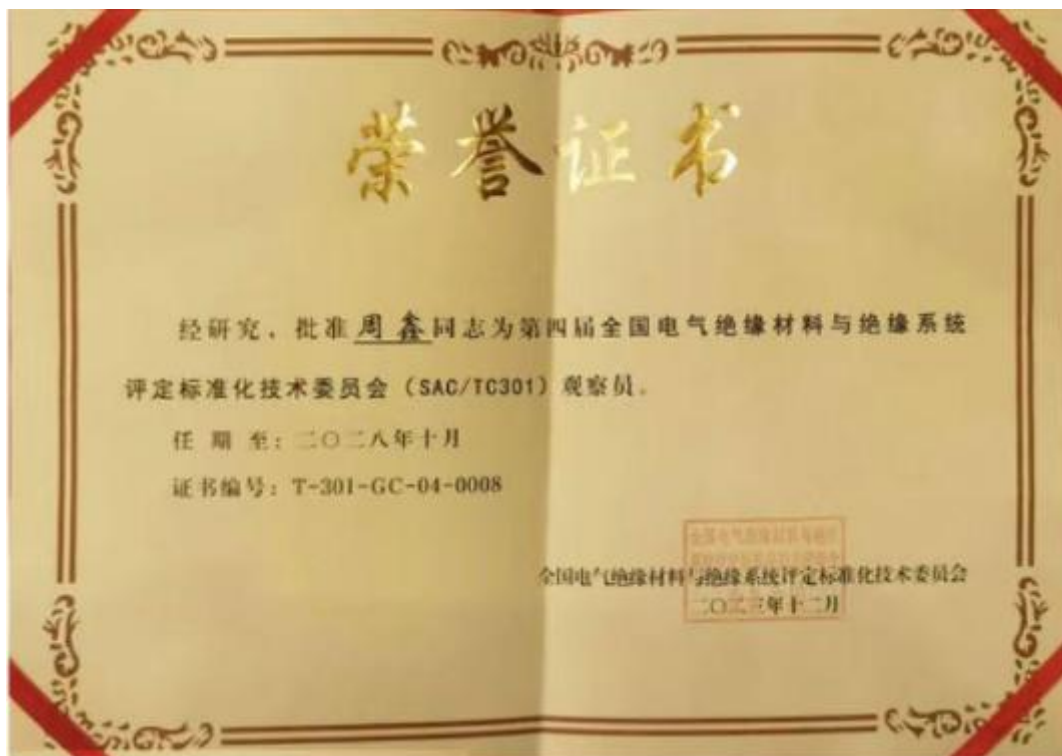 荣誉证书
经研究、批准周鑫同志为第四届全国电气绝缘材料与绝缘系统
评定标准化技术委员会（SAC/TC301）观察员。
任 期 至：二〇二八年十月
证书编号：T-301-GC-04-0008
全国电气绝缘材料与绝缘系统评定标准化技术委员会
二〇二三年十二月